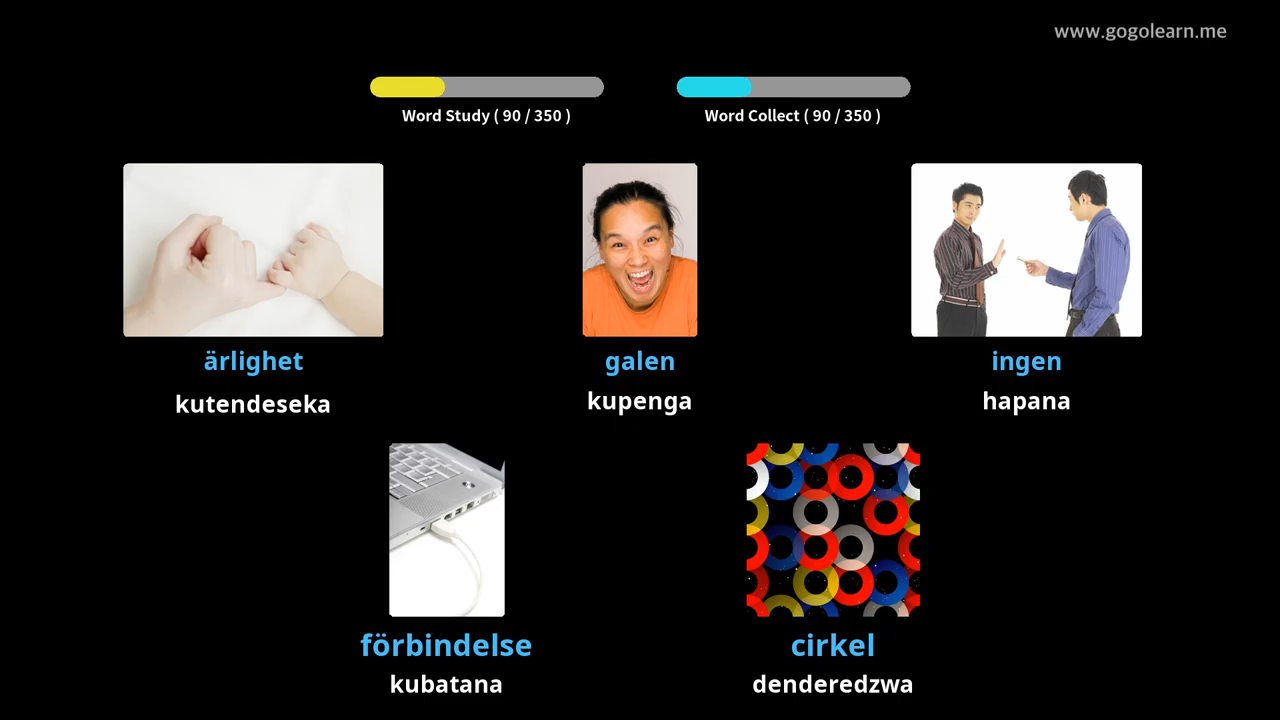 www.gogolearn.me
Word Study ( 90 / 350 )
Word Collect ( 90 / 350 )
ärlighet
galen
ingen
kutendeseka
kupenga
hapana
förbindelse
cirkel
kubatana
denderedzwa